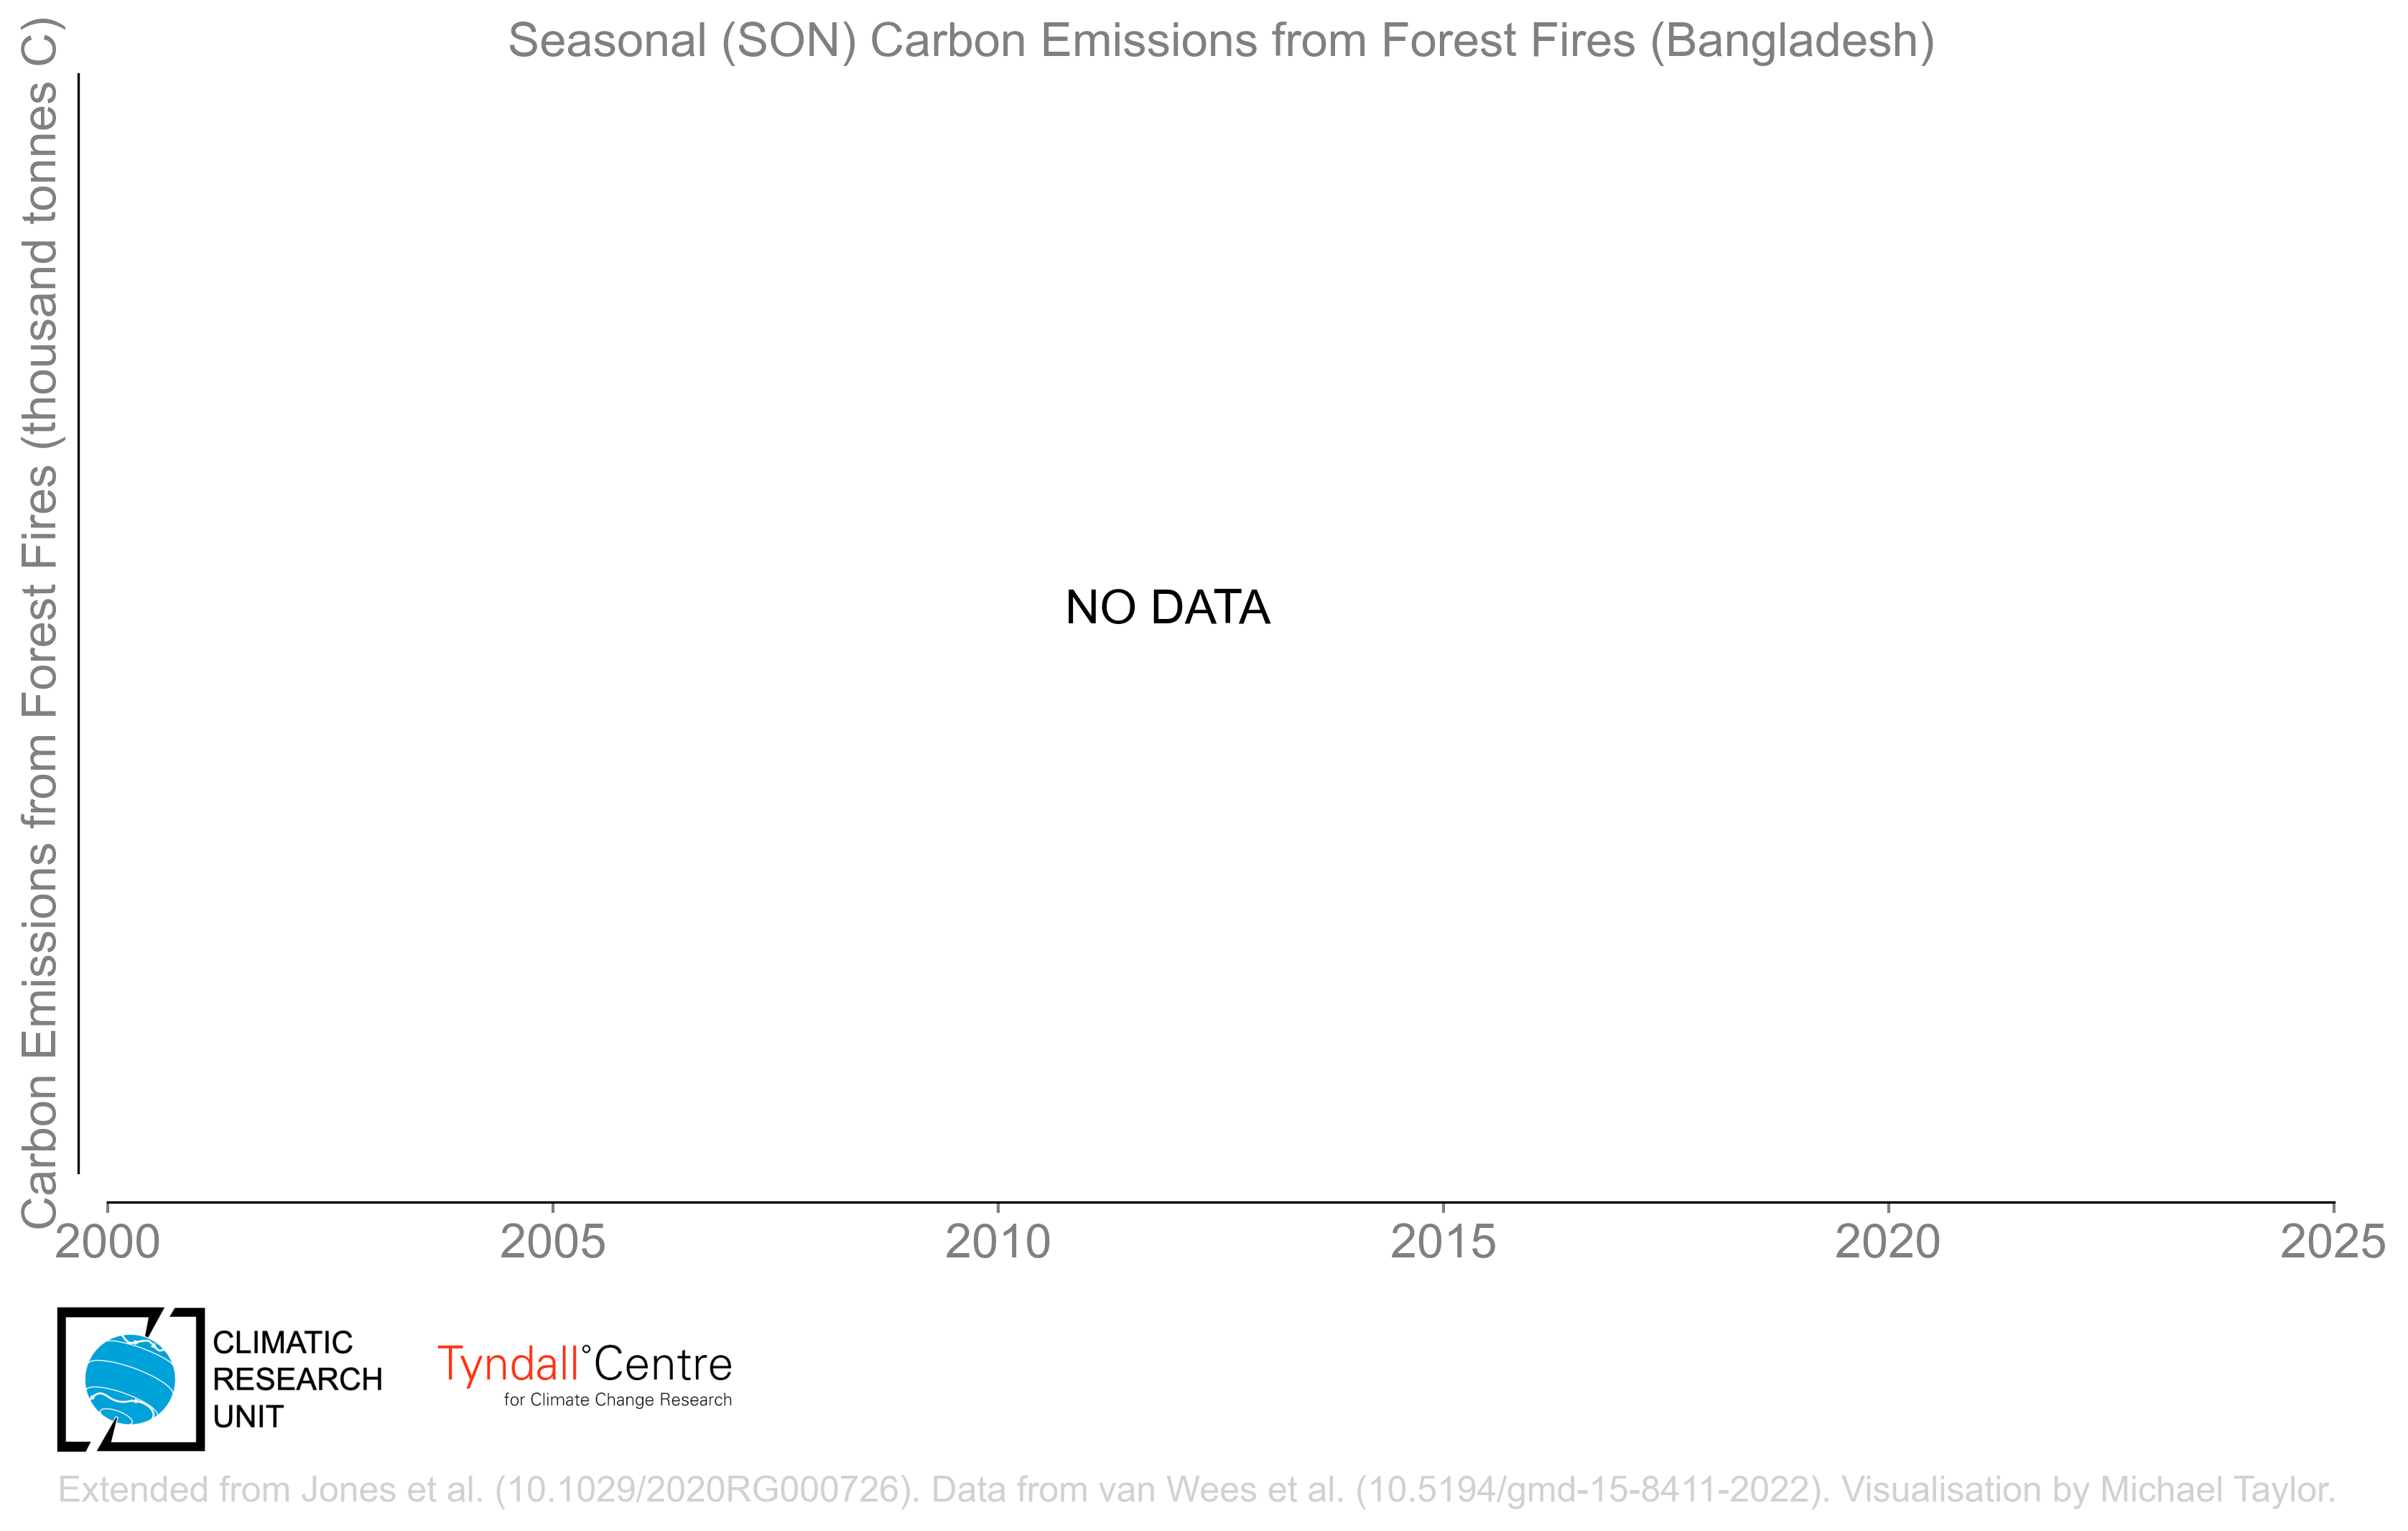 Seasonal (SON) Carbon Emissions from Forest Fires (Bangladesh)
Carbon Emissions from Forest Fires (thousand tonnes C)
NO DATA
2000 2005 2010 2015 2020 2025
CLIMATIC
RESEARCH
UNIT
Tyndall°Centre
for Climate Change Research
Extended from Jones et al. (10.1029/2020RG000726). Data from van Wees et al. (10.5194/gmd-15-8411-2022). Visualisation by Michael Taylor.